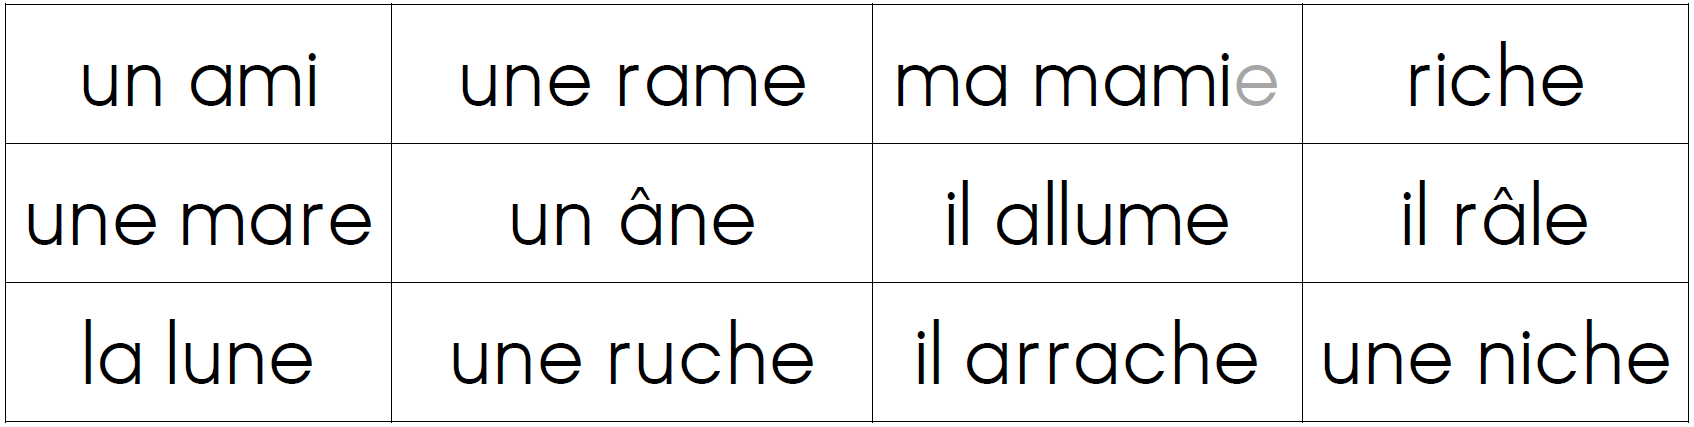 un ami une rame ma mamie riche
une mare un âne il allume il râle
la lune une ruche il arrache une niche